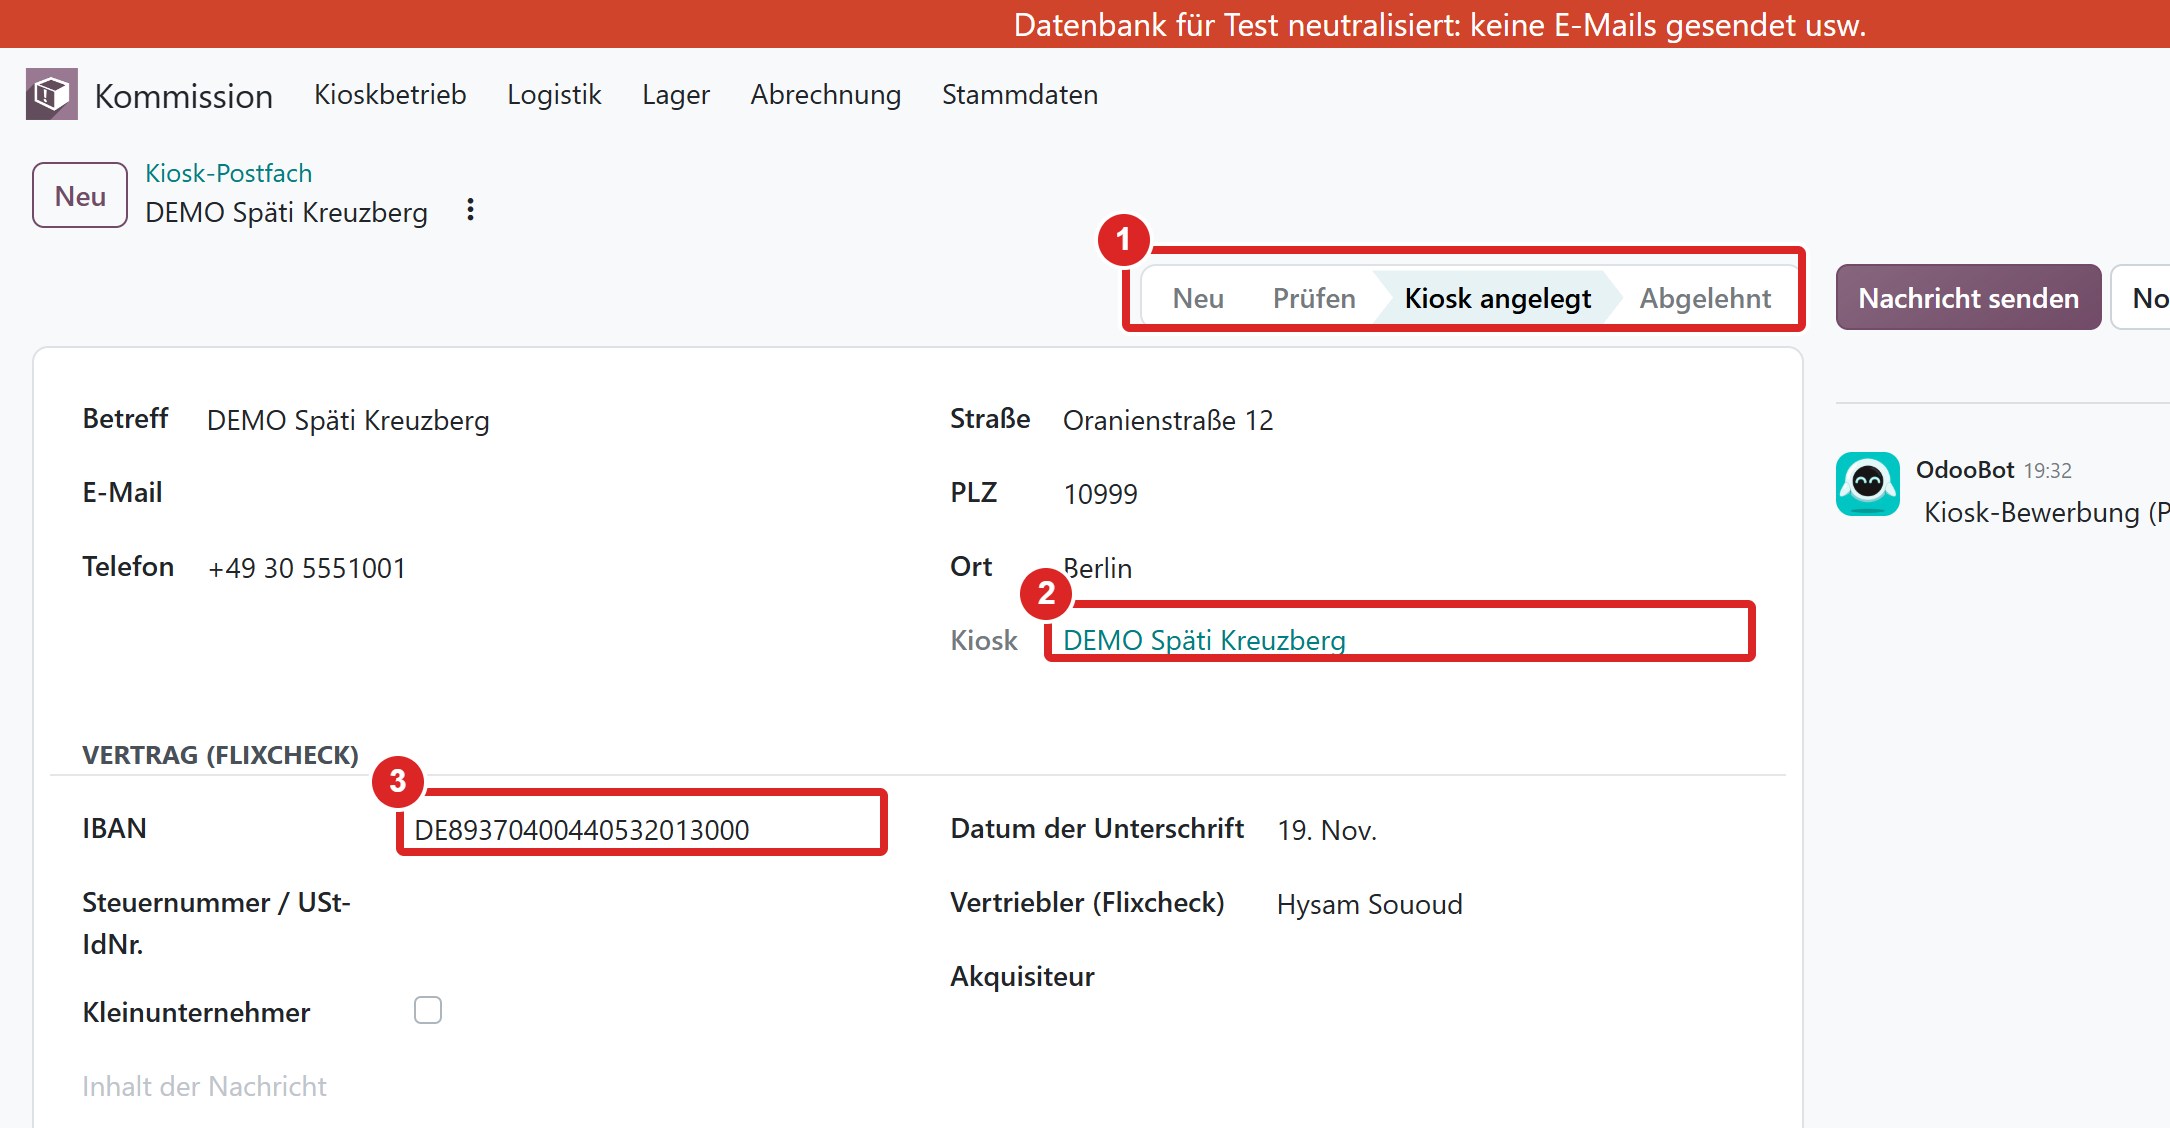 Datenbank für Test neutralisiert: keine E-Mails gesendet usw.
Kommission Kioskbetrieb Logistik Lager Abrechnung Stammdaten
Neu
Kiosk-Postfach
DEMO Späti Kreuzberg
1
Neu Prüfen Kiosk angelegt Abgelehnt
Nachricht senden No
Betreff DEMO Späti Kreuzberg
Straße Oranienstraße 12
E-Mail
PLZ 10999
Telefon +49 30 5551001
Ort Berlin
2
Kiosk DEMO Späti Kreuzberg
OdooBot 19:32
Kiosk-Bewerbung (P
VERTRAG (FLIXCHECK)
3
IBAN DE89370400440532013000
Datum der Unterschrift 19. Nov.
Steuernummer / USt-
IdNr.
Vertriebler (Flixcheck) Hysam Sououd
Akquisiteur
Kleinunternehmer
Inhalt der Nachricht